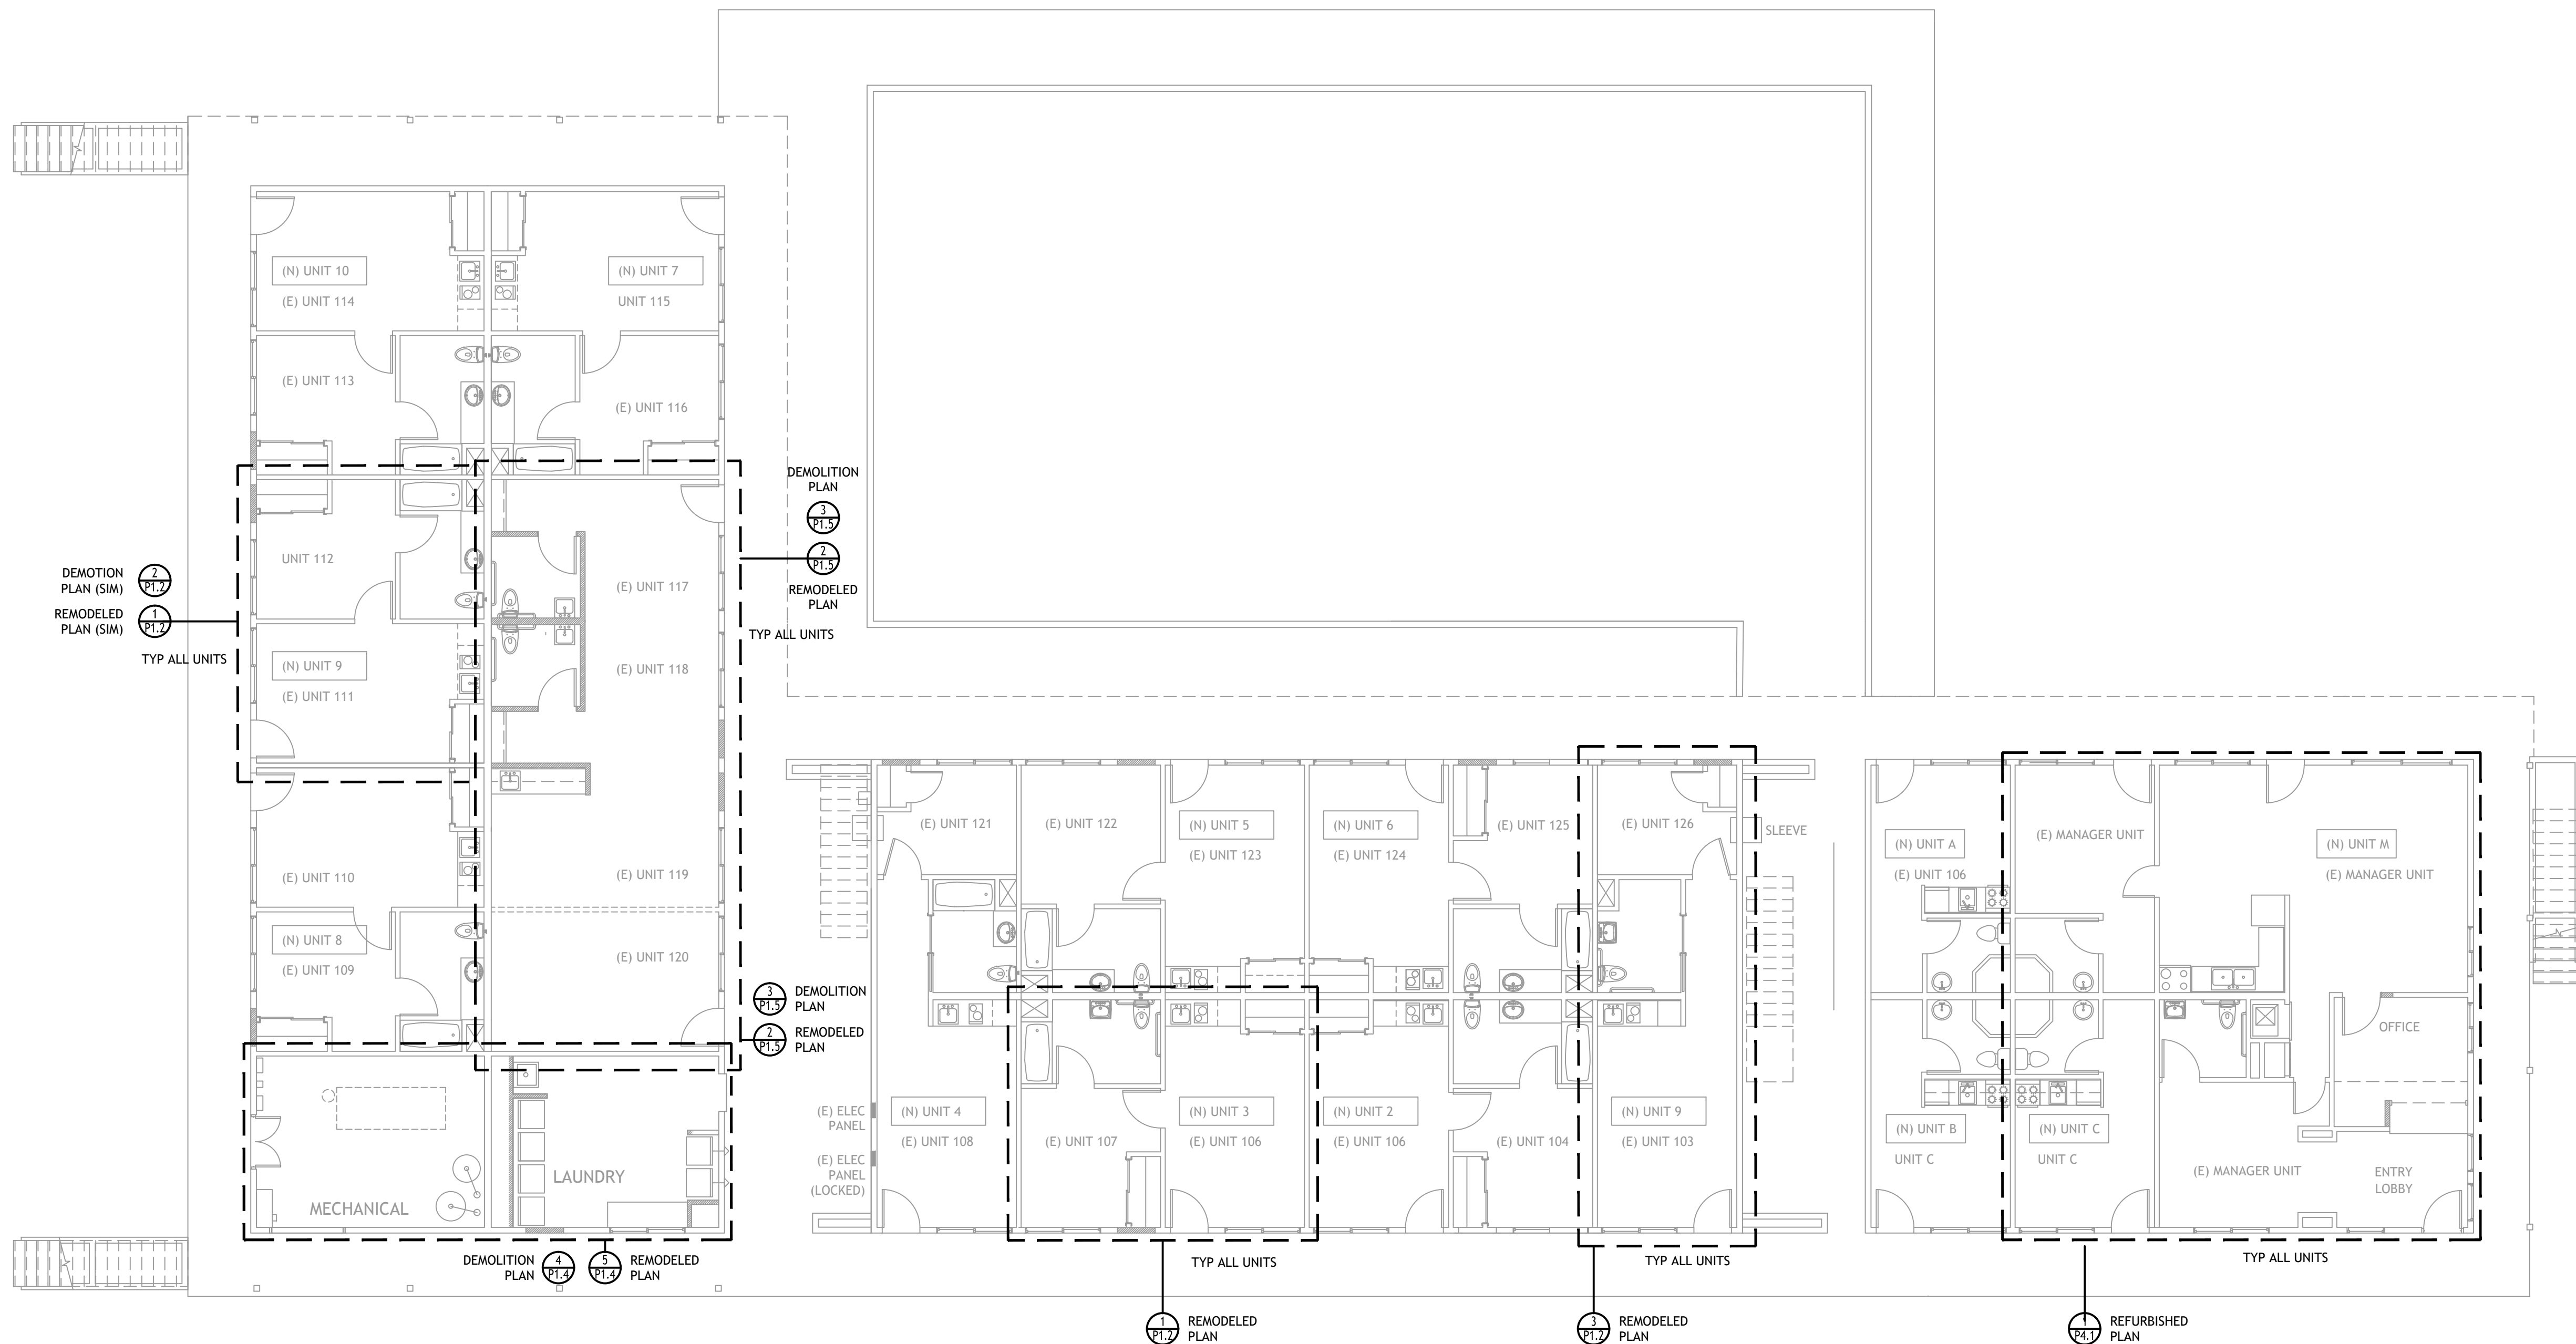 (N) UNIT 10
(E) UNIT 114
(N) UNIT 7
UNIT 115
(E) UNIT 113
(E) UNIT 116
DEMOLITION
PLAN
3
P1.5
2
P1.5
REMODELED
PLAN
TYP ALL UNITS
UNIT 112
(E) UNIT 117
DEMOTION
PLAN (SIM)
2
P1.2
REMODELED
PLAN (SIM)
1
P1.2
TYP ALL UNITS
(N) UNIT 9
(E) UNIT 111
(E) UNIT 118
(E) UNIT 110
(E) UNIT 119
(N) UNIT 8
(E) UNIT 109
(E) UNIT 120
3
P1.5
DEMOLITION
PLAN
2
P1.5
REMODELED
PLAN
MECHANICAL
LAUNDRY
DEMOLITION
PLAN
4
P1.4
5
P1.4
REMODELED
PLAN
(E) UNIT 121
(E) UNIT 122
(N) UNIT 5
(E) UNIT 123
(N) UNIT 6
(E) UNIT 124
(E) UNIT 125
(E) UNIT 126
SLEEVE
(E) ELEC
PANEL
(E) ELEC
PANEL
(LOCKED)
(N) UNIT 4
(E) UNIT 108
(E) UNIT 107
(N) UNIT 3
(E) UNIT 106
(N) UNIT 2
(E) UNIT 106
(E) UNIT 104
(N) UNIT 9
(E) UNIT 103
TYP ALL UNITS
1
P1.2
REMODELED
PLAN
TYP ALL UNITS
3
P1.2
REMODELED
PLAN
(N) UNIT A
(E) UNIT 106
(E) MANAGER UNIT
(N) UNIT M
(E) MANAGER UNIT
OFFICE
(N) UNIT B
UNIT C
(N) UNIT C
UNIT C
(E) MANAGER UNIT
ENTRY
LOBBY
TYP ALL UNITS
1
P4.1
REFURBISHED
PLAN